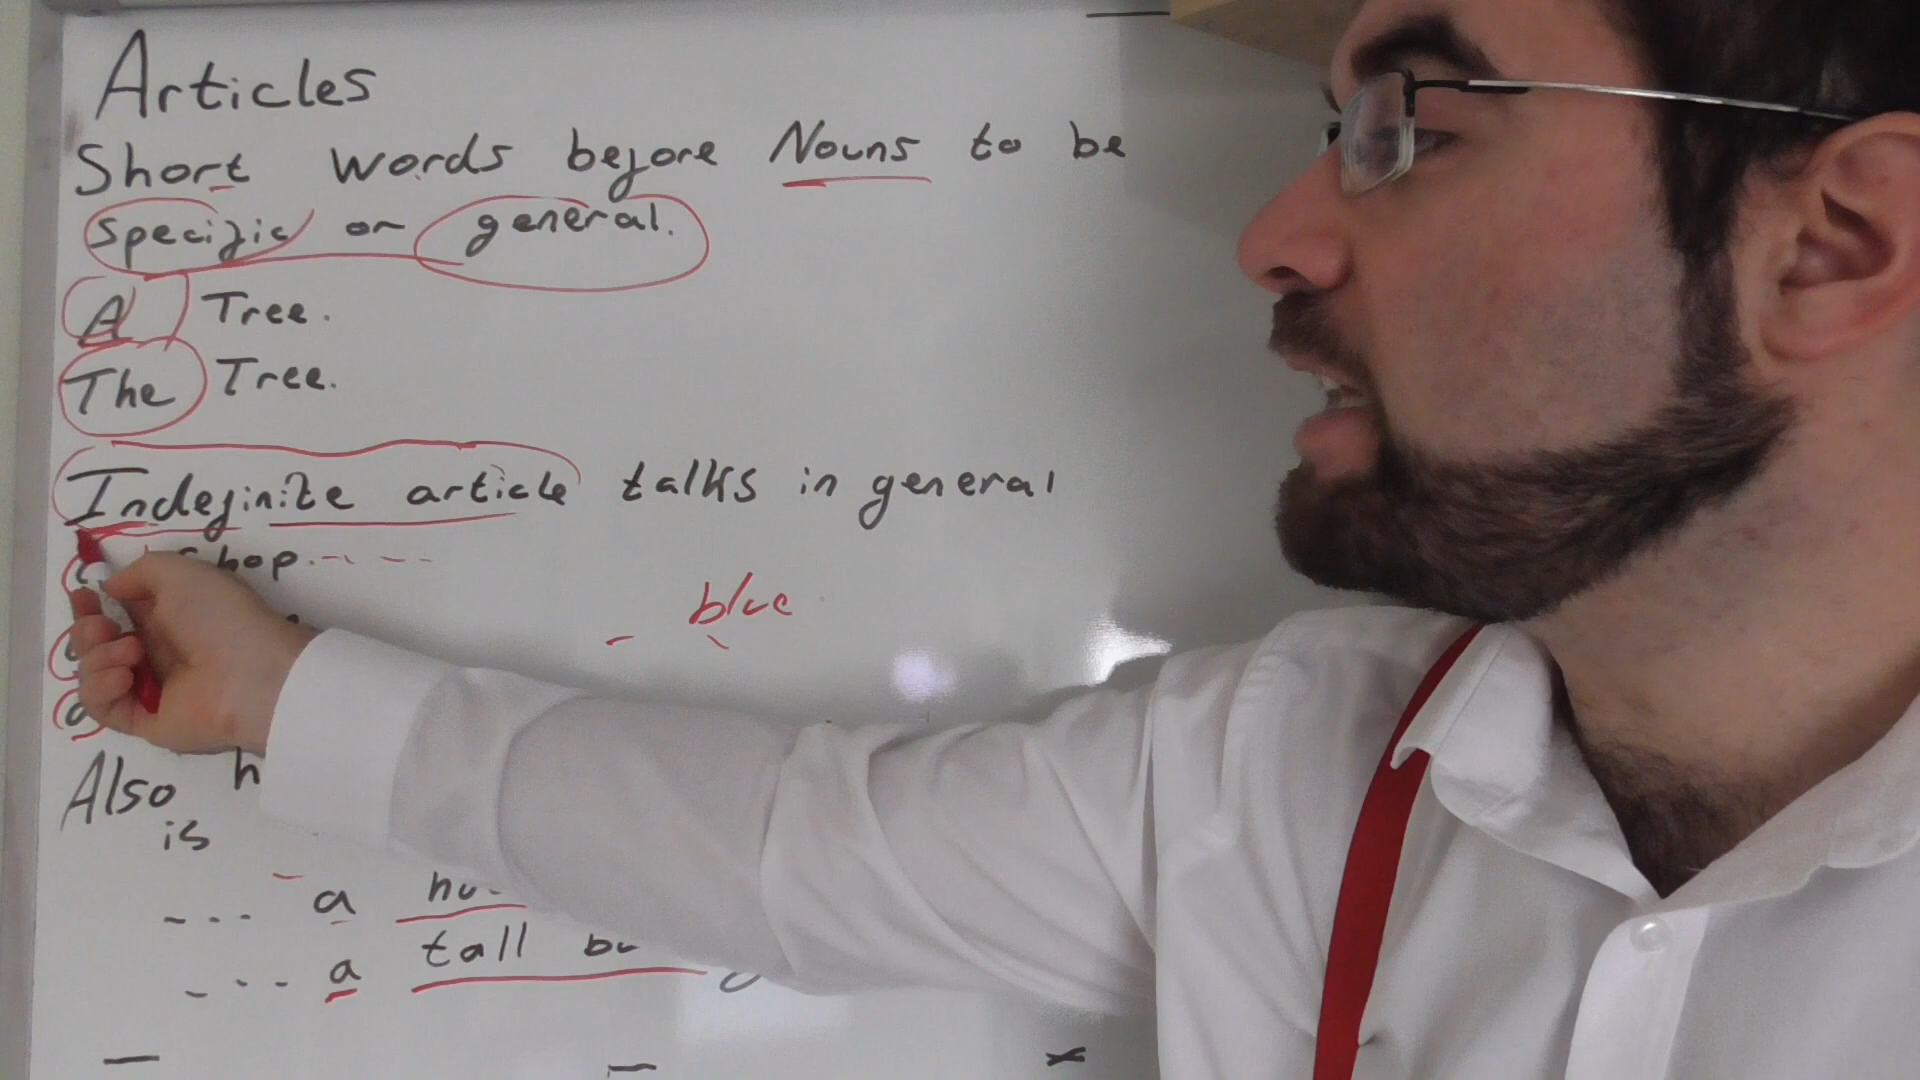 Articles
Short words before Nouns to be
specific or general.
A Tree.
The Tree.
Indefinite article talks in general
blue
Also
is
--- a
--- a tall